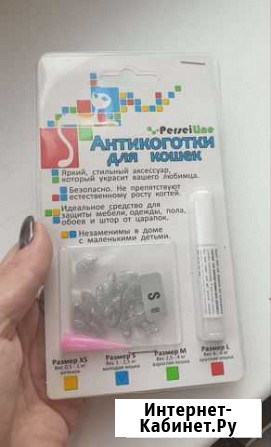 PerseiLine
Антикоготки
для кошек
Яркий, стильный аксессуар,
который украсит вашего любимца.
Безопасно. Не препятствуют
естественному росту когтей.
Идеальное средство для
защиты мебели, одежды, пола,
обоев и штор от царапок.
Незаменимы в доме
с маленькими детьми.
S
Размер XS Размер S Размер M Размер L
Интернет-
Кабинет.Ру